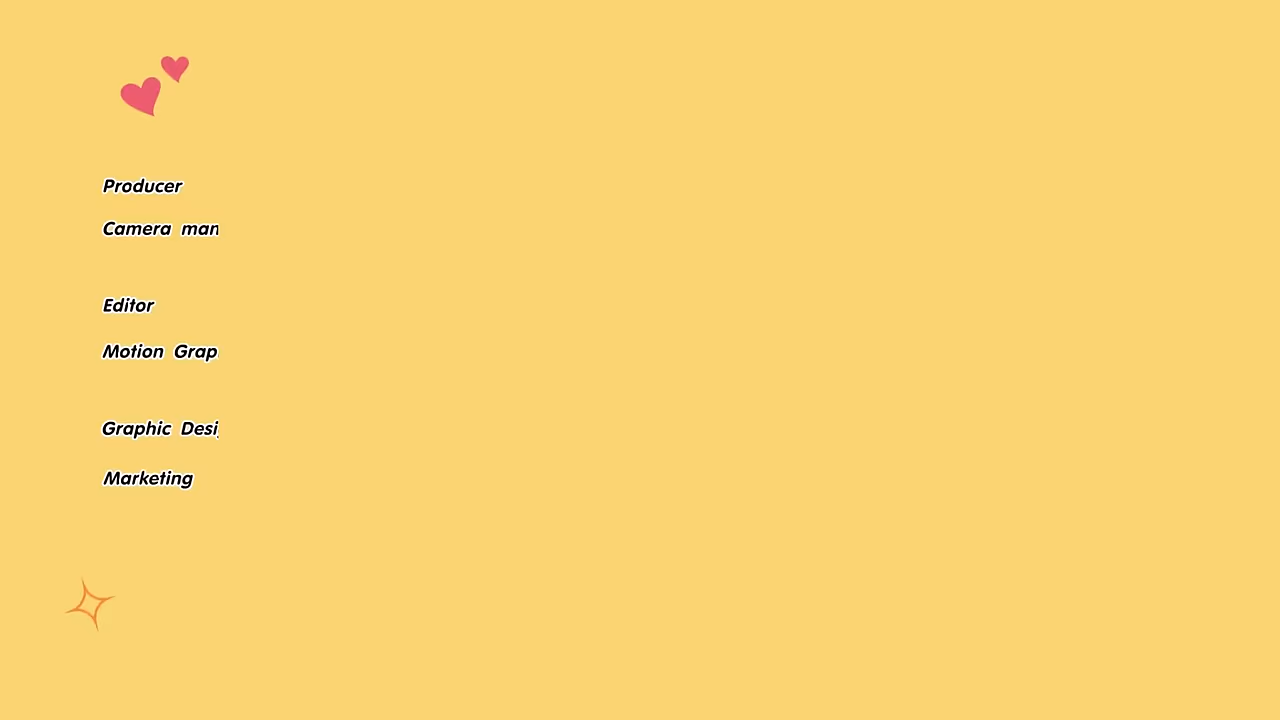 Producer
Camera man
Editor
Motion Grap
Graphic Desi
Marketing